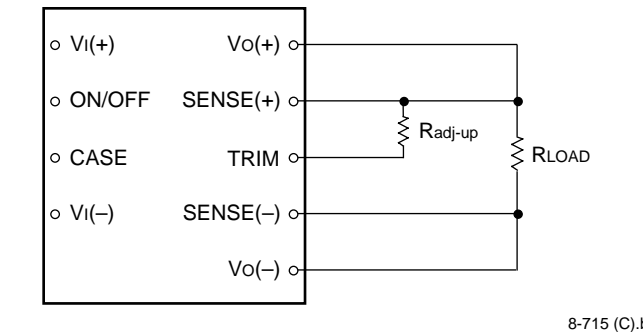 VI(+) VO(+)
ON/OFF SENSE(+)
Radj-up
CASE TRIM
RLOAD
VI(–) SENSE(–)
VO(–)
8-715 (C).